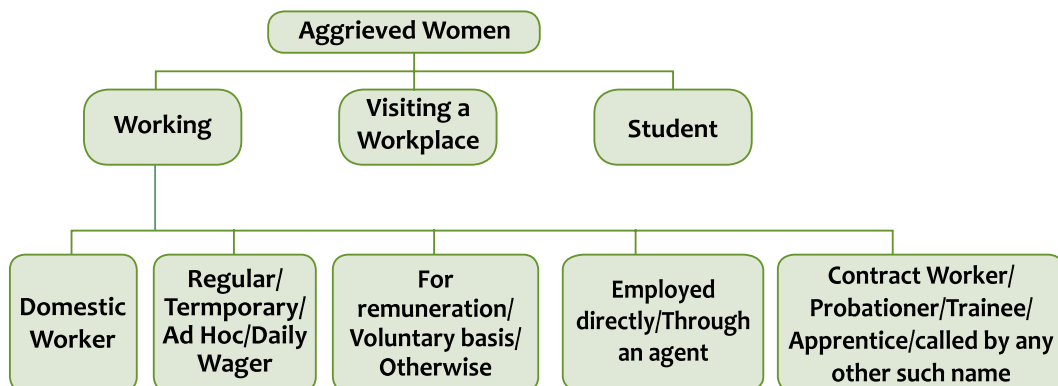 Aggrieved Women
Working
Visiting a
Workplace
Student
Domestic
Worker
Regular/
Termporary/
Ad Hoc/Daily
Wager
For
remuneration/
Voluntary basis/
Otherwise
Employed
directly/Through
an agent
Contract Worker/
Probationer/Trainee/
Apprentice/called by any
other such name